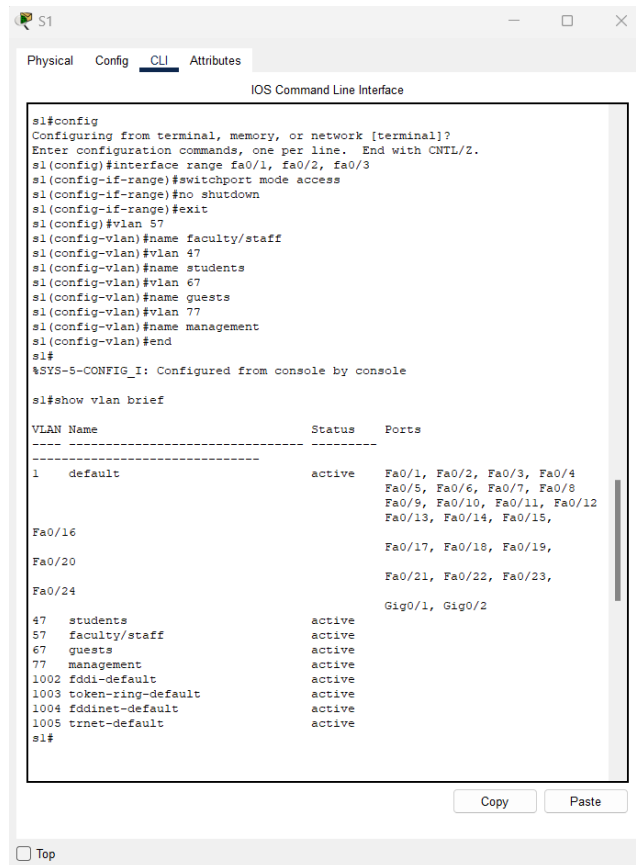 S1
Physical Config CLI Attributes
IOS Command Line Interface
s1#config
Configuring from terminal, memory, or network [terminal]?
Enter configuration commands, one per line. End with CNTL/Z.
s1(config)#interface range fa0/1, fa0/2, fa0/3
s1(config-if-range)#switchport mode access
s1(config-if-range)#no shutdown
s1(config-if-range)#exit
s1(config)#vlan 57
s1(config-vlan)#name faculty/staff
s1(config-vlan)#vlan 47
s1(config-vlan)#name students
s1(config-vlan)#vlan 67
s1(config-vlan)#name guests
s1(config-vlan)#vlan 77
s1(config-vlan)#name management
s1(config-vlan)#end
s1#
%SYS-5-CONFIG_I: Configured from console by console
s1#show vlan brief
VLAN Name Status Ports
---- -------------------------------- ---------
-------------------------------
1 default active Fa0/1, Fa0/2, Fa0/3, Fa0/4
Fa0/5, Fa0/6, Fa0/7, Fa0/8
Fa0/9, Fa0/10, Fa0/11, Fa0/12
Fa0/13, Fa0/14, Fa0/15,
Fa0/16
Fa0/17, Fa0/18, Fa0/19,
Fa0/20
Fa0/21, Fa0/22, Fa0/23,
Fa0/24
Gig0/1, Gig0/2
47 students active
57 faculty/staff active
67 guests active
77 management active
1002 fddi-default active
1003 token-ring-default active
1004 fddinet-default active
1005 trnet-default active
s1#
Copy Paste
Top